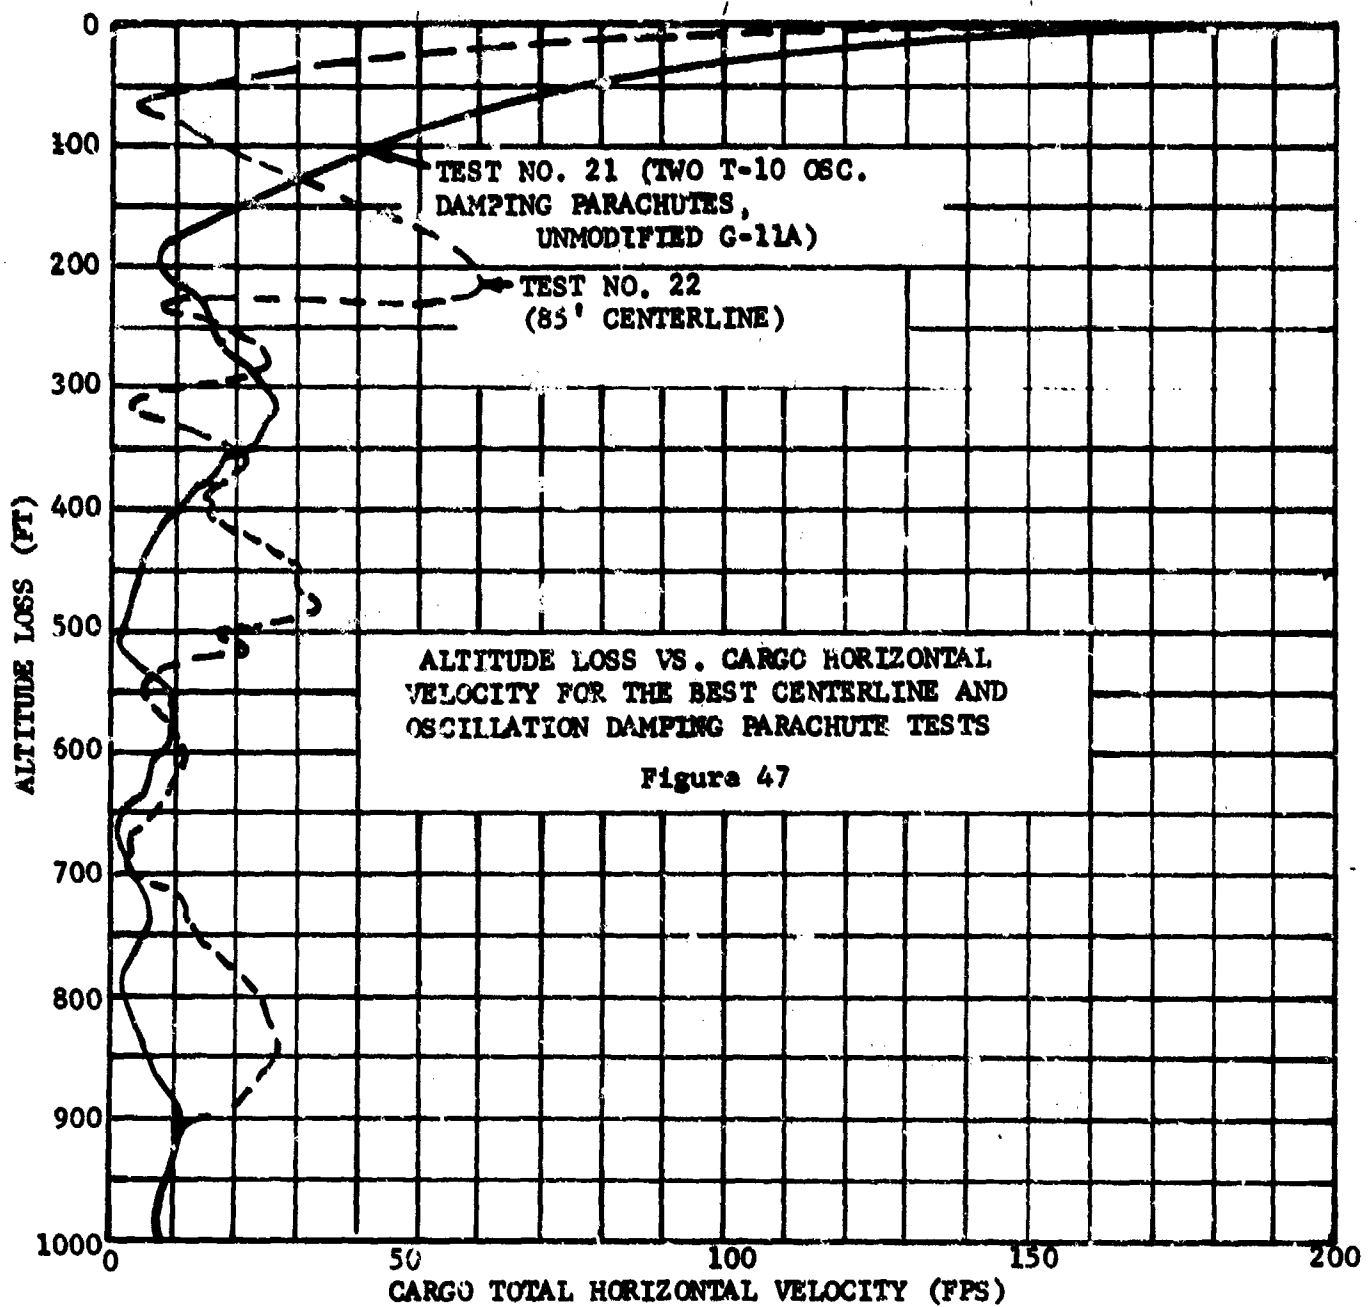 0
100
200
300
400
500
600
700
800
900
1000
ALTITUDE LOSS (FT)
TEST NO. 21 (TWO T-10 OSC.
DAMPING PARACHUTES,
UNMODIFIED G-11A)
TEST NO. 22
(85' CENTERLINE)
ALTITUDE LOSS VS. CARGO HORIZONTAL
VELOCITY FOR THE BEST CENTERLINE AND
OSCILLATION DAMPING PARACHUTE TESTS
Figura 47
0 50 100 150 200
CARGO TOTAL HORIZONTAL VELOCITY (FPS)